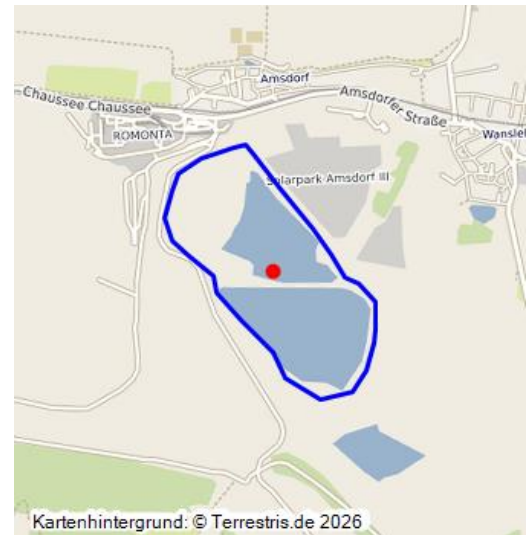 Amsdorf
Chaussee Chaussee
Amsdorfer Straße
ROMONTA
Wansleb
Solarpark Amsdorf III
Kartenhintergrund: © Terrestris.de 2026